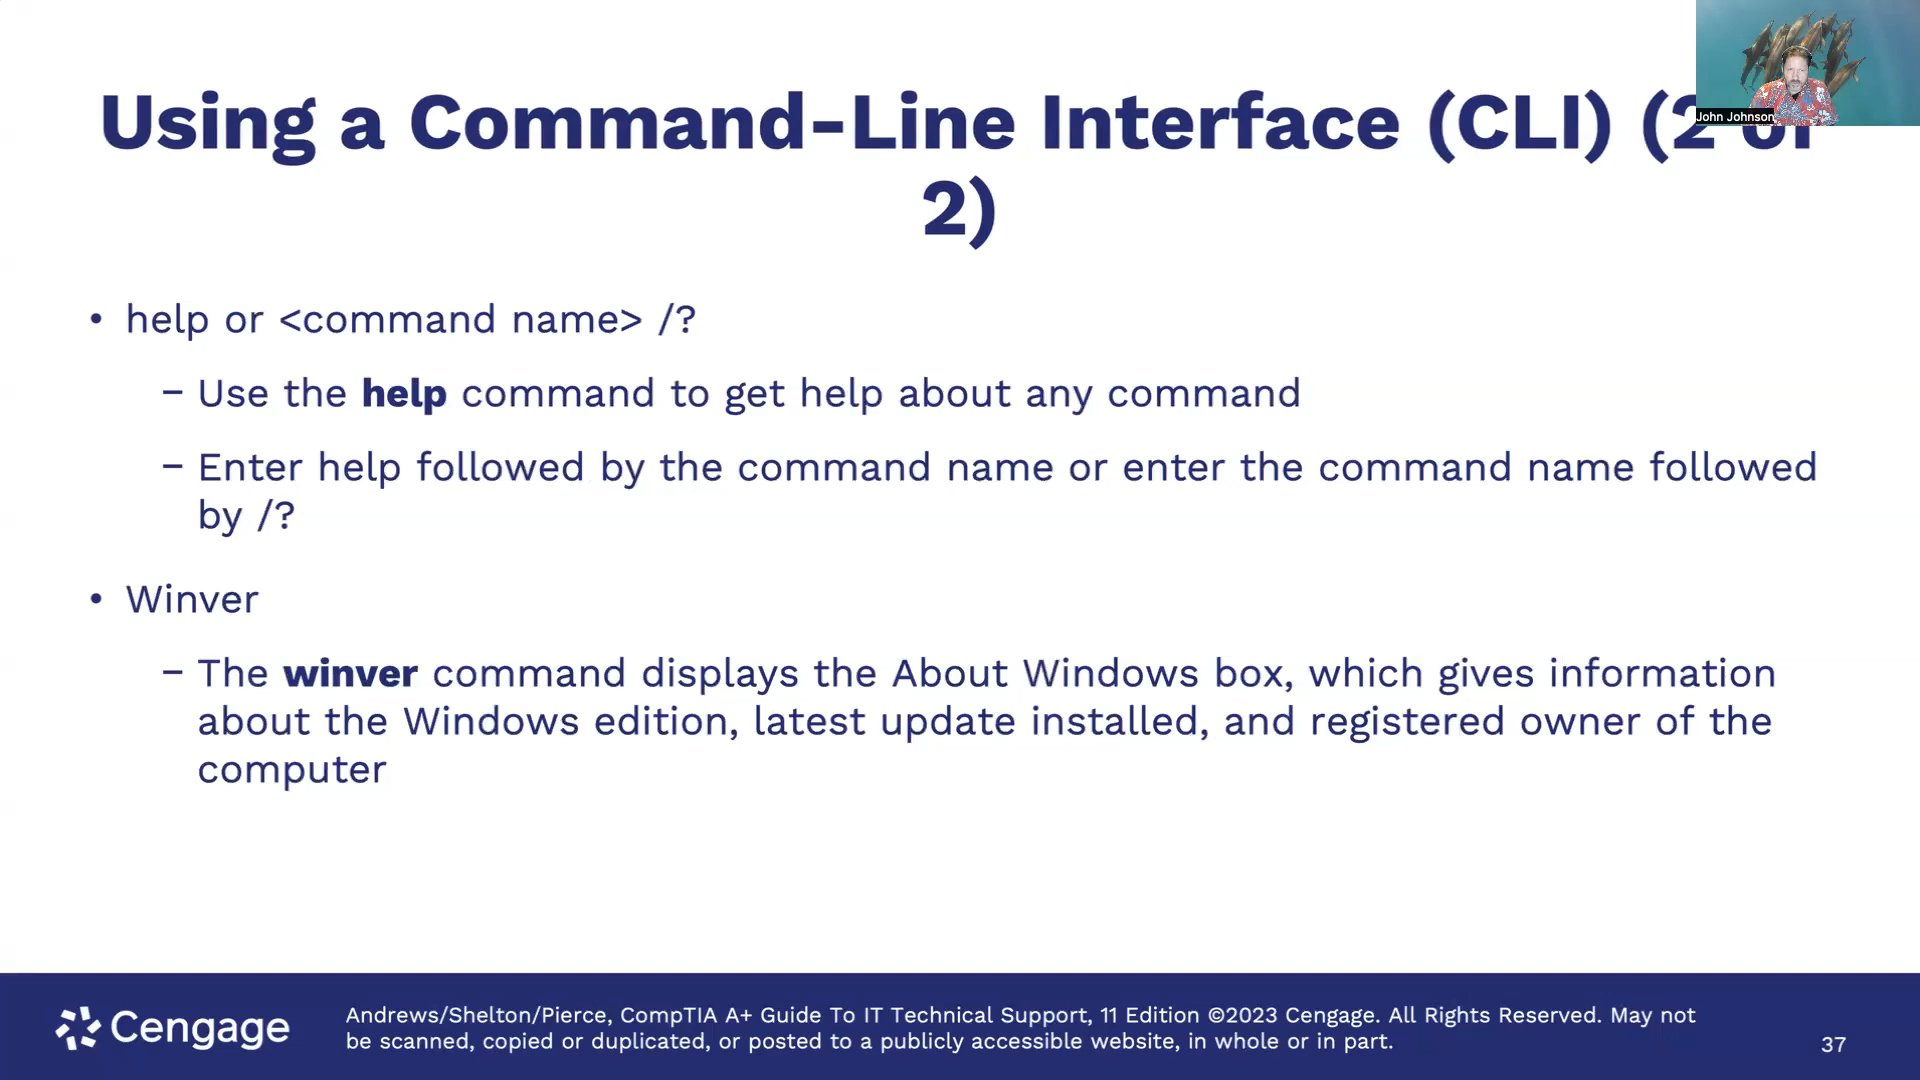 John Johnson
Using a Command-Line Interface (CLI) (2 of
2)
• help or <command name> /?
– Use the help command to get help about any command
– Enter help followed by the command name or enter the command name followed
by /?
• Winver
– The winver command displays the About Windows box, which gives information
about the Windows edition, latest update installed, and registered owner of the
computer
Cengage
Andrews/Shelton/Pierce, CompTIA A+ Guide To IT Technical Support, 11 Edition ©2023 Cengage. All Rights Reserved. May not
be scanned, copied or duplicated, or posted to a publicly accessible website, in whole or in part.
37